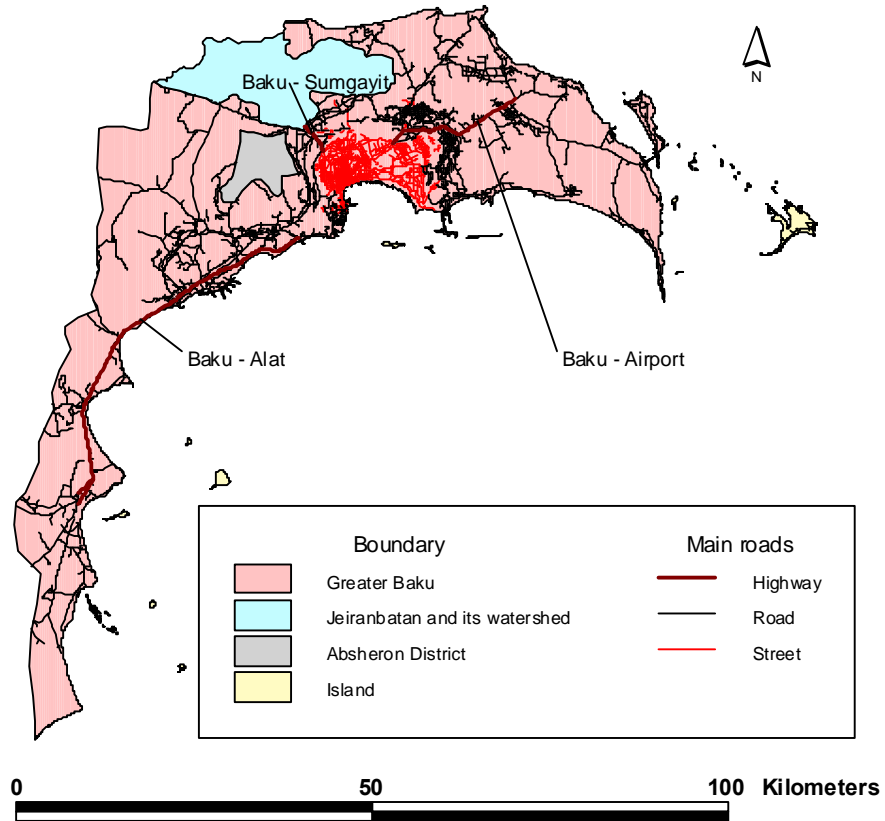 Baku - Sumgayit
N
Baku - Alat
Baku - Airport
Boundary
Main roads
Greater Baku
Highway
Jeiranbatan and its watershed
Road
Absheron District
Street
Island
0 50 100 Kilometers